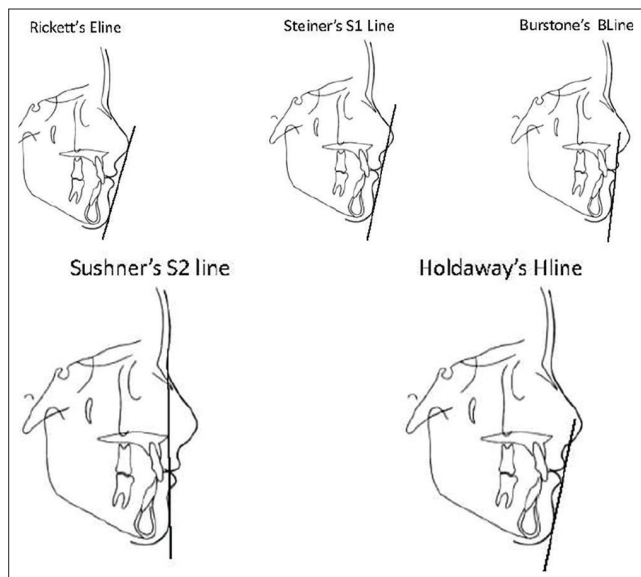 Rickett's Eline
Steiner's S1 Line
Burstone's BLine
Sushner's S2 line
Holdaway's Hline